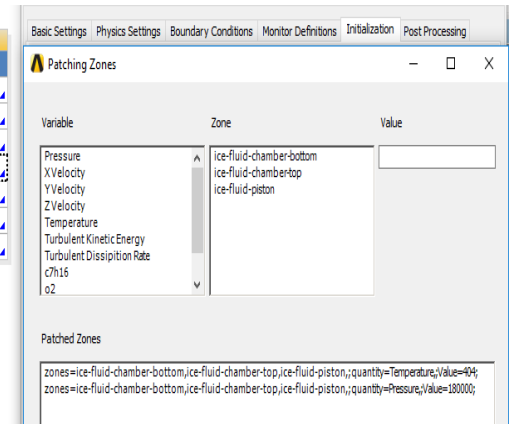 Basic Settings Physics Settings Boundary Conditions Monitor Definitions Initialization Post Processing
Patching Zones
Variable Zone Value
Pressure ice-fluid-chamber-bottom
XVelocity ice-fluid-chamber-top
YVelocity ice-fluid-piston
ZVelocity
Temperature
Turbulent Kinetic Energy
Turbulent Dissipition Rate
c7h16
o2
Patched Zones
zones=ice-fluid-chamber-bottom,ice-fluid-chamber-top,ice-fluid-piston,;quantity=Temperature,;Value=404;
zones=ice-fluid-chamber-bottom,ice-fluid-chamber-top,ice-fluid-piston,;quantity=Pressure,;Value=180000;